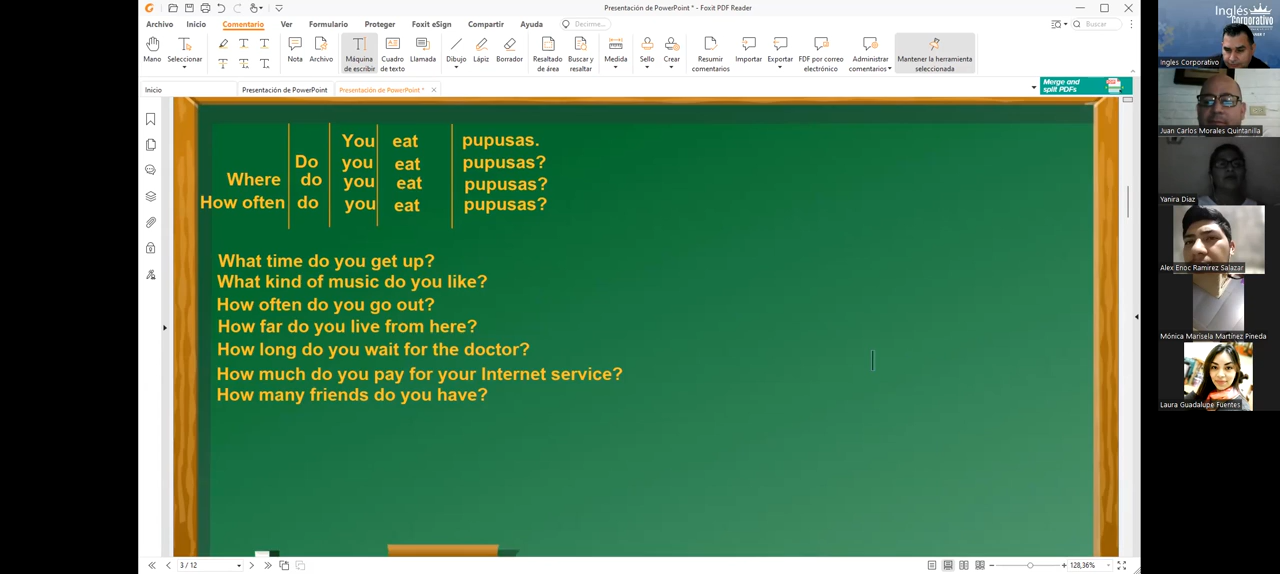 Presentación de PowerPoint * - Foxit PDF Reader
Archivo Inicio Comentario Ver Formulario Proteger Foxit eSign Compartir Ayuda Decirme... Buscar
Mano Seleccionar Nota Archivo Máquina de escribir Cuadro de texto Llamada Dibujo Lápiz Borrador Resaltado de área Buscar y resaltar Medida Sello Crear Resumir comentarios Importar Exportar PDF por correo electrónico Administrar comentarios Mantener la herramienta seleccionada
Inicio Presentación de PowerPoint Presentación de PowerPoint * Merge and split PDFs
You eat pupusas.
Do you eat pupusas?
Where do you eat pupusas?
How often do you eat pupusas?
What time do you get up?
What kind of music do you like?
How often do you go out?
How far do you live from here?
How long do you wait for the doctor?
How much do you pay for your Internet service?
How many friends do you have?
3 / 12 128,36%
Inglés
Corporativo
Ingles Corporativo
Juan Carlos Morales Quintanilla
Yanira Diaz
Alex Enoc Ramirez Salazar
Mónica Marisela Martínez Pineda
Laura Guadalupe Fuentes